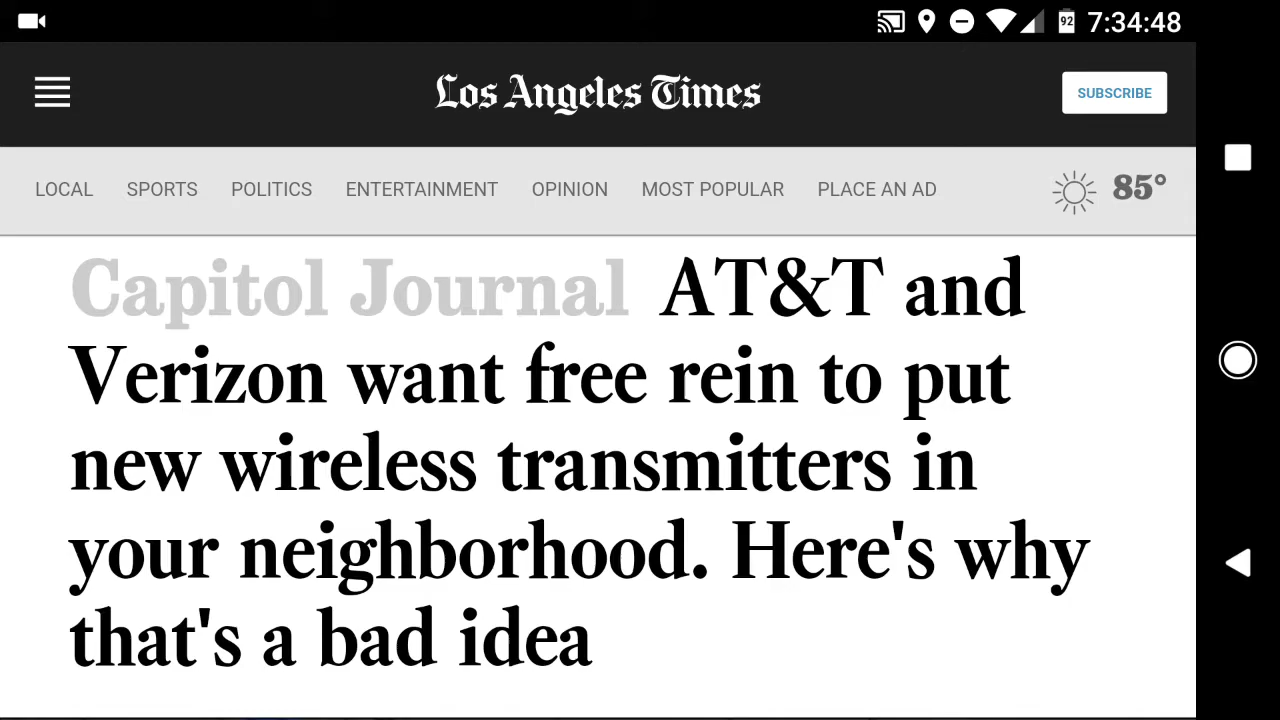 92 7:34:48
Los Angeles Times
SUBSCRIBE
LOCAL SPORTS POLITICS ENTERTAINMENT OPINION MOST POPULAR PLACE AN AD 85°
Capitol Journal AT&T and
Verizon want free rein to put
new wireless transmitters in
your neighborhood. Here's why
that's a bad idea